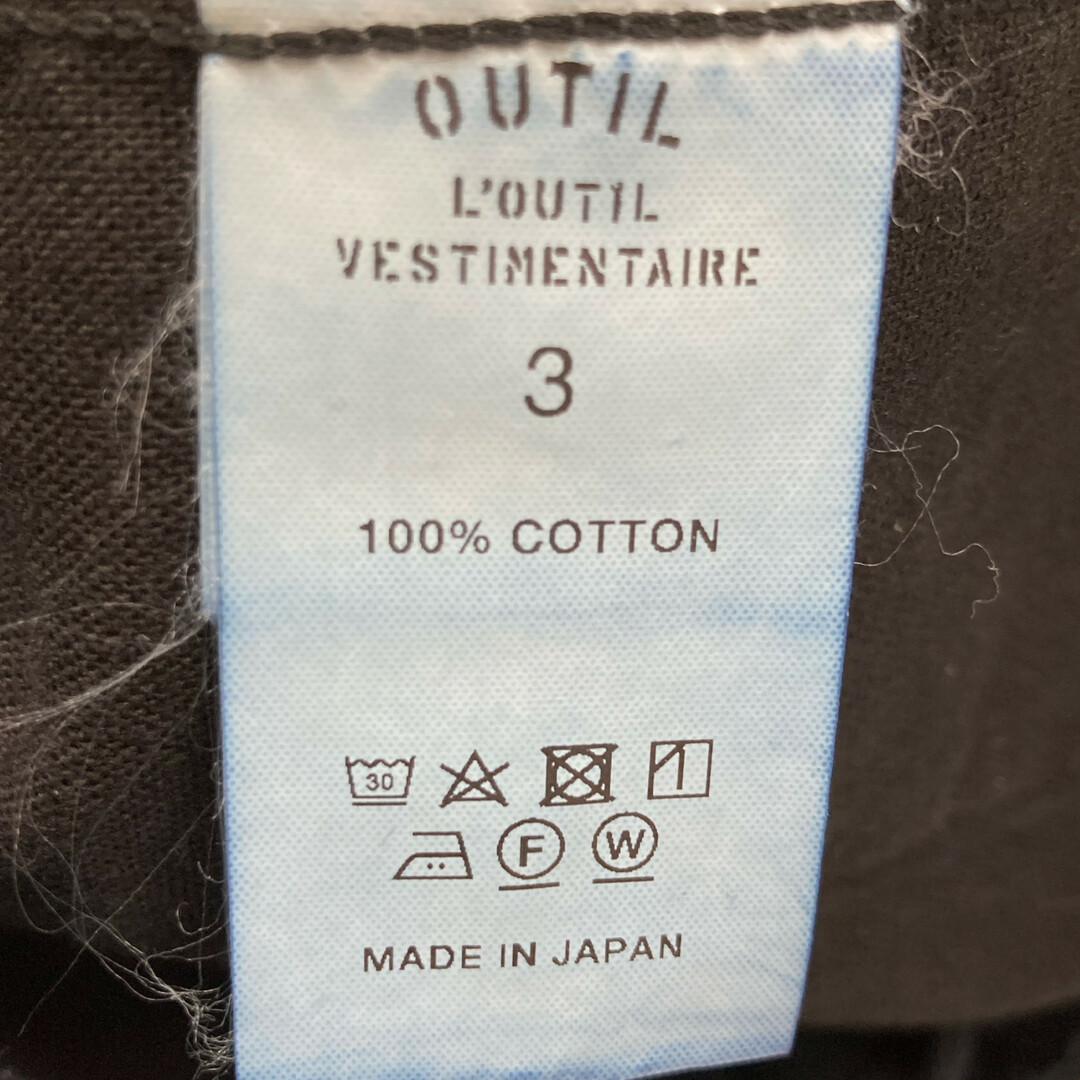 OUTIL
L'OUTIL
VESTIMENTAIRE
3
100% COTTON
30
F W
MADE IN JAPAN